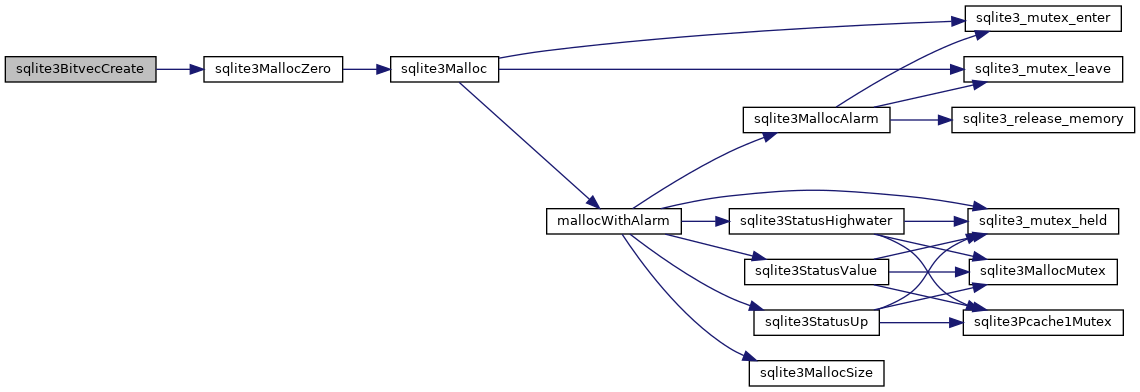 sqlite3BitvecCreate
sqlite3MallocZero
sqlite3Malloc
mallocWithAlarm
sqlite3MallocAlarm
sqlite3StatusHighwater
sqlite3StatusValue
sqlite3StatusUp
sqlite3MallocSize
sqlite3_mutex_enter
sqlite3_mutex_leave
sqlite3_release_memory
sqlite3_mutex_held
sqlite3MallocMutex
sqlite3Pcache1Mutex